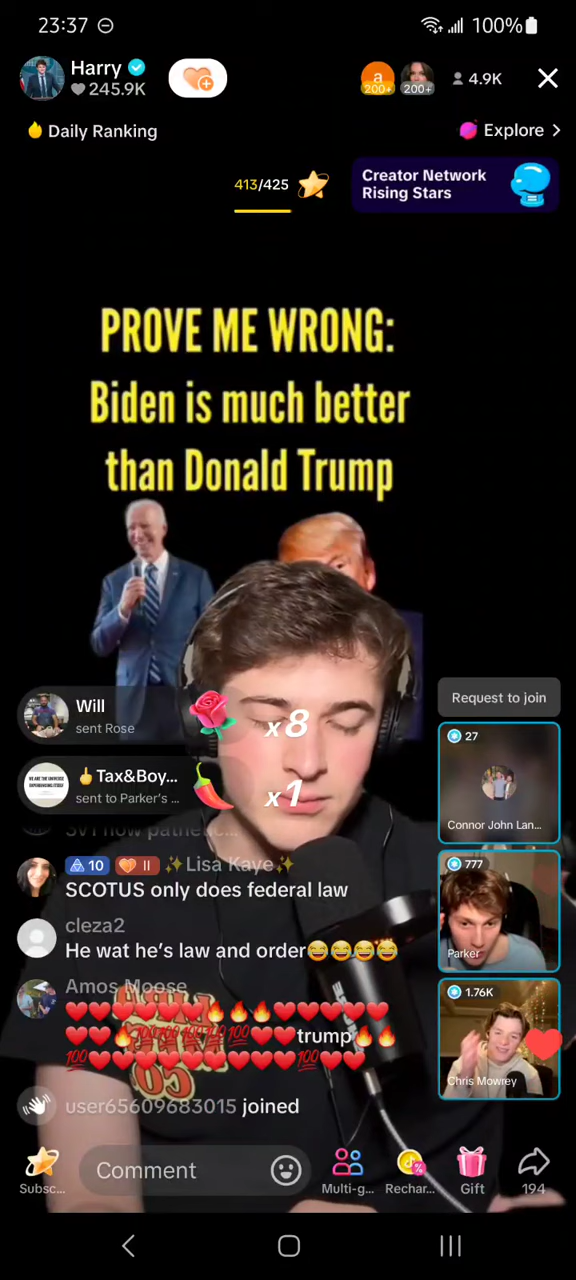 23:37
100%
Harry
245.9K
a
200+
200+
4.9K
Daily Ranking
Explore
413/425
Creator Network
Rising Stars
PROVE ME WRONG:
Biden is much better
than Donald Trump
Request to join
Will
sent Rose
x8
27
Connor John Lan...
🖕Tax&Boy...
sent to Parker's ...
x1
777
Parker
10
II
✨Lisa Kaye✨
SCOTUS only does federal law
cleza2
He wat he's law and order😂😂😂😂
Amos Moose
❤️❤️❤️❤️❤️❤️🔥🔥🔥❤️❤️❤️❤️❤️
❤️❤️🔥💯💯💯💯💯❤️❤️trump🔥🔥
💯❤️❤️❤️❤️❤️❤️❤️❤️❤️💯❤️❤️
1.76K
Chris Mowrey
user65609683015 joined
Subsc...
Comment
Multi-g...
Rechar...
Gift
194